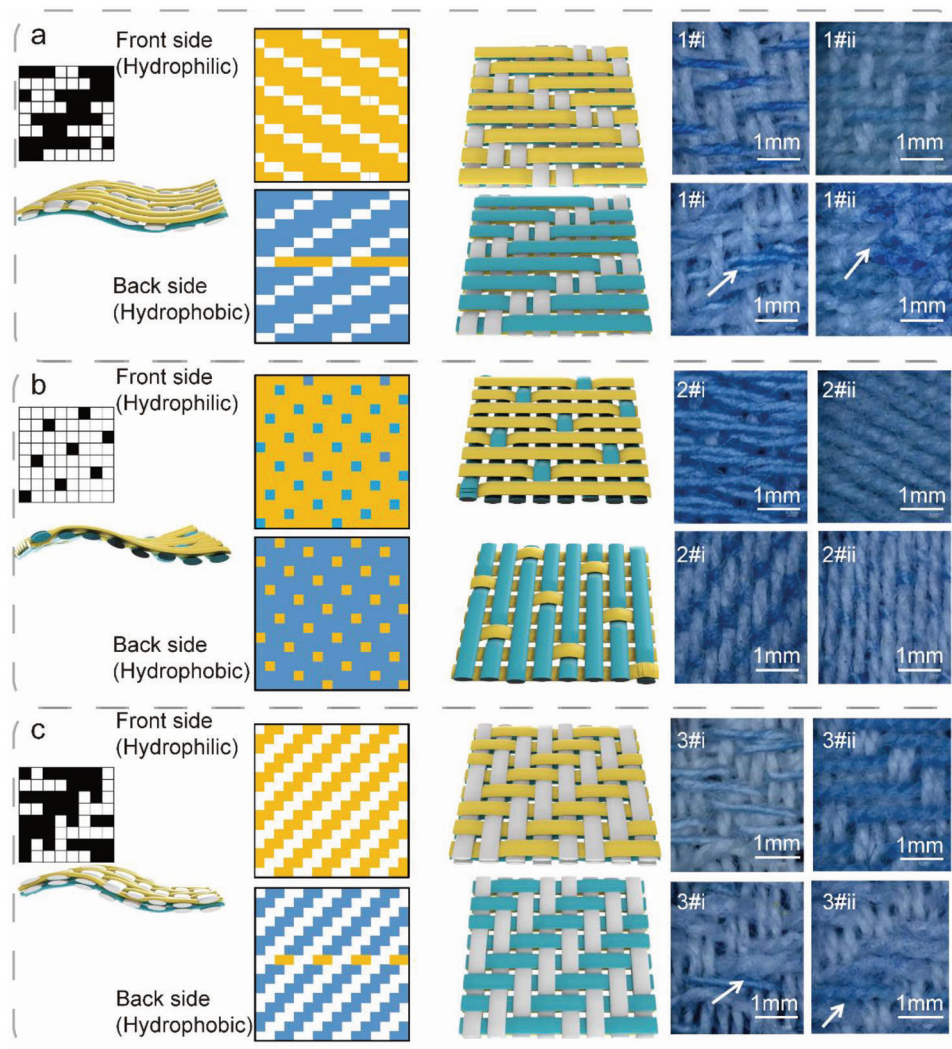 a
Front side
(Hydrophilic)
1#i
1#ii
1mm
1mm
Back side
(Hydrophobic)
1#i
1#ii
1mm
1mm
b
Front side
(Hydrophilic)
2#i
2#ii
1mm
1mm
Back side
(Hydrophobic)
2#i
2#ii
1mm
1mm
c
Front side
(Hydrophilic)
3#i
3#ii
1mm
1mm
Back side
(Hydrophobic)
3#i
3#ii
1mm
1mm